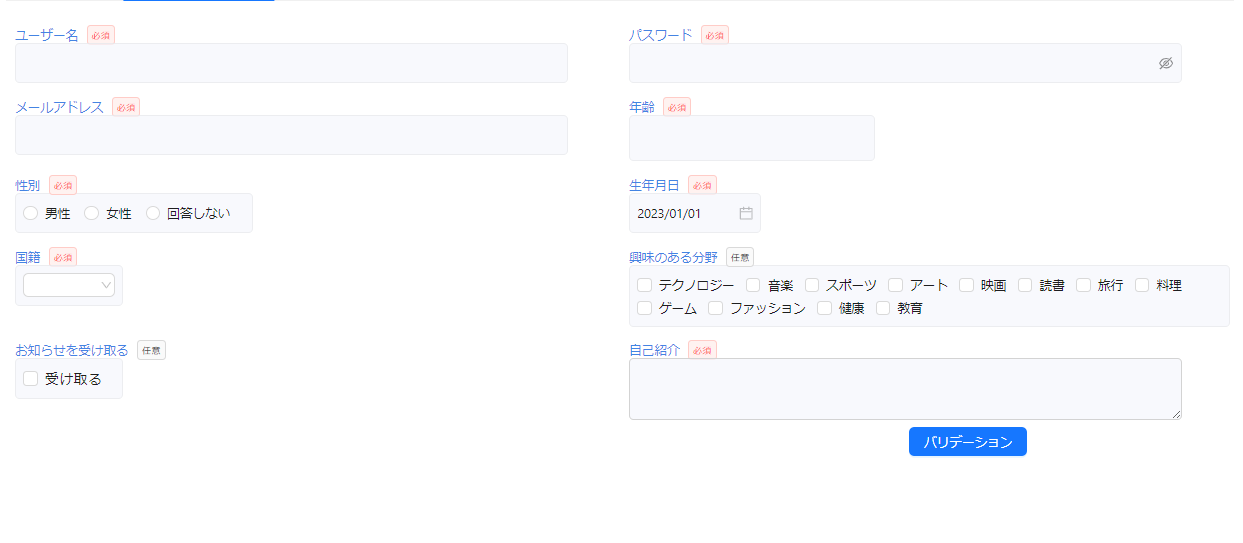 ユーザー名 必須
パスワード 必須
メールアドレス 必須
年齢 必須
性別 必須
男性 女性 回答しない
生年月日 必須
2023/01/01
国籍 必須
興味のある分野 任意
テクノロジー 音楽 スポーツ アート 映画 読書 旅行 料理
ゲーム ファッション 健康 教育
お知らせを受け取る 任意
受け取る
自己紹介 必須
バリデーション